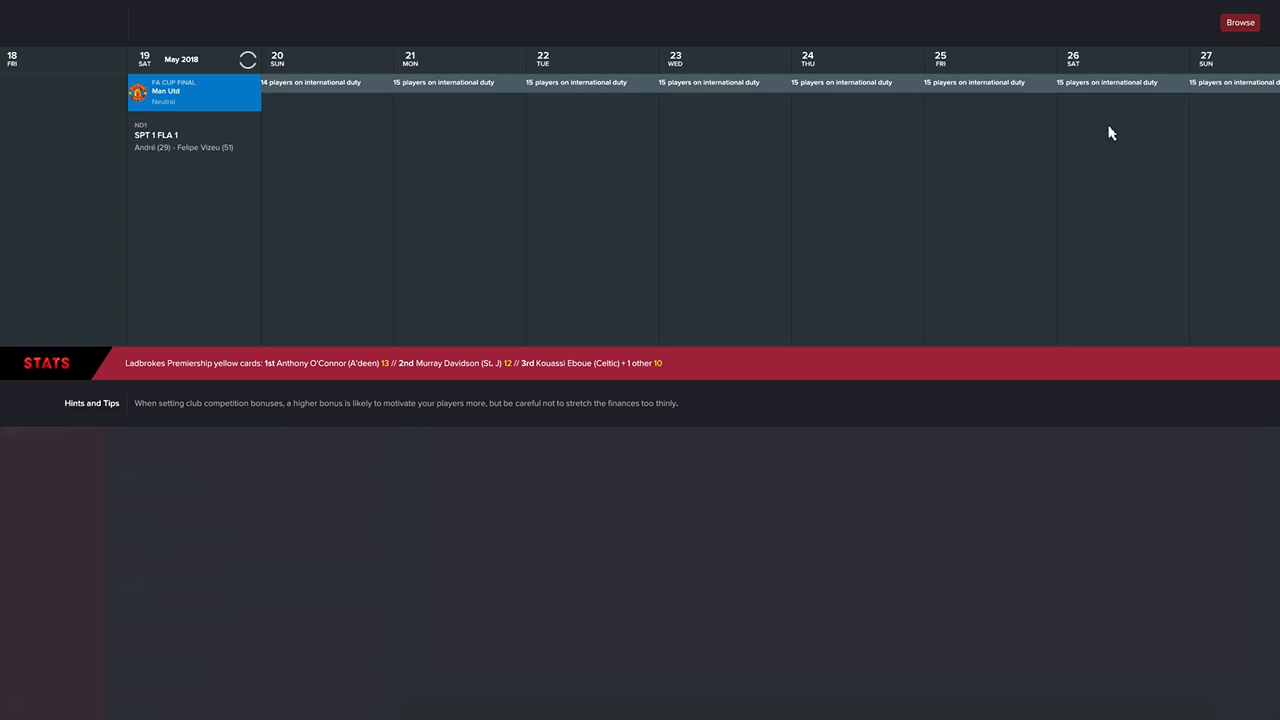 Browse
18
FRI
19
SAT
May 2018
20
SUN
21
MON
22
TUE
23
WED
24
THU
25
FRI
26
SAT
27
SUN
FA CUP FINAL
Man Utd
Neutral
14 players on international duty
15 players on international duty
15 players on international duty
15 players on international duty
15 players on international duty
15 players on international duty
15 players on international duty
15 players on international d
ND1
SPT 1 FLA 1
André (29) - Felipe Vizeu (51)
STATS
Ladbrokes Premiership yellow cards: 1st Anthony O'Connor (A'deen) 13 // 2nd Murray Davidson (St. J) 12 // 3rd Kouassi Eboue (Celtic) + 1 other 10
Hints and Tips
When setting club competition bonuses, a higher bonus is likely to motivate your players more, but be careful not to stretch the finances too thinly.